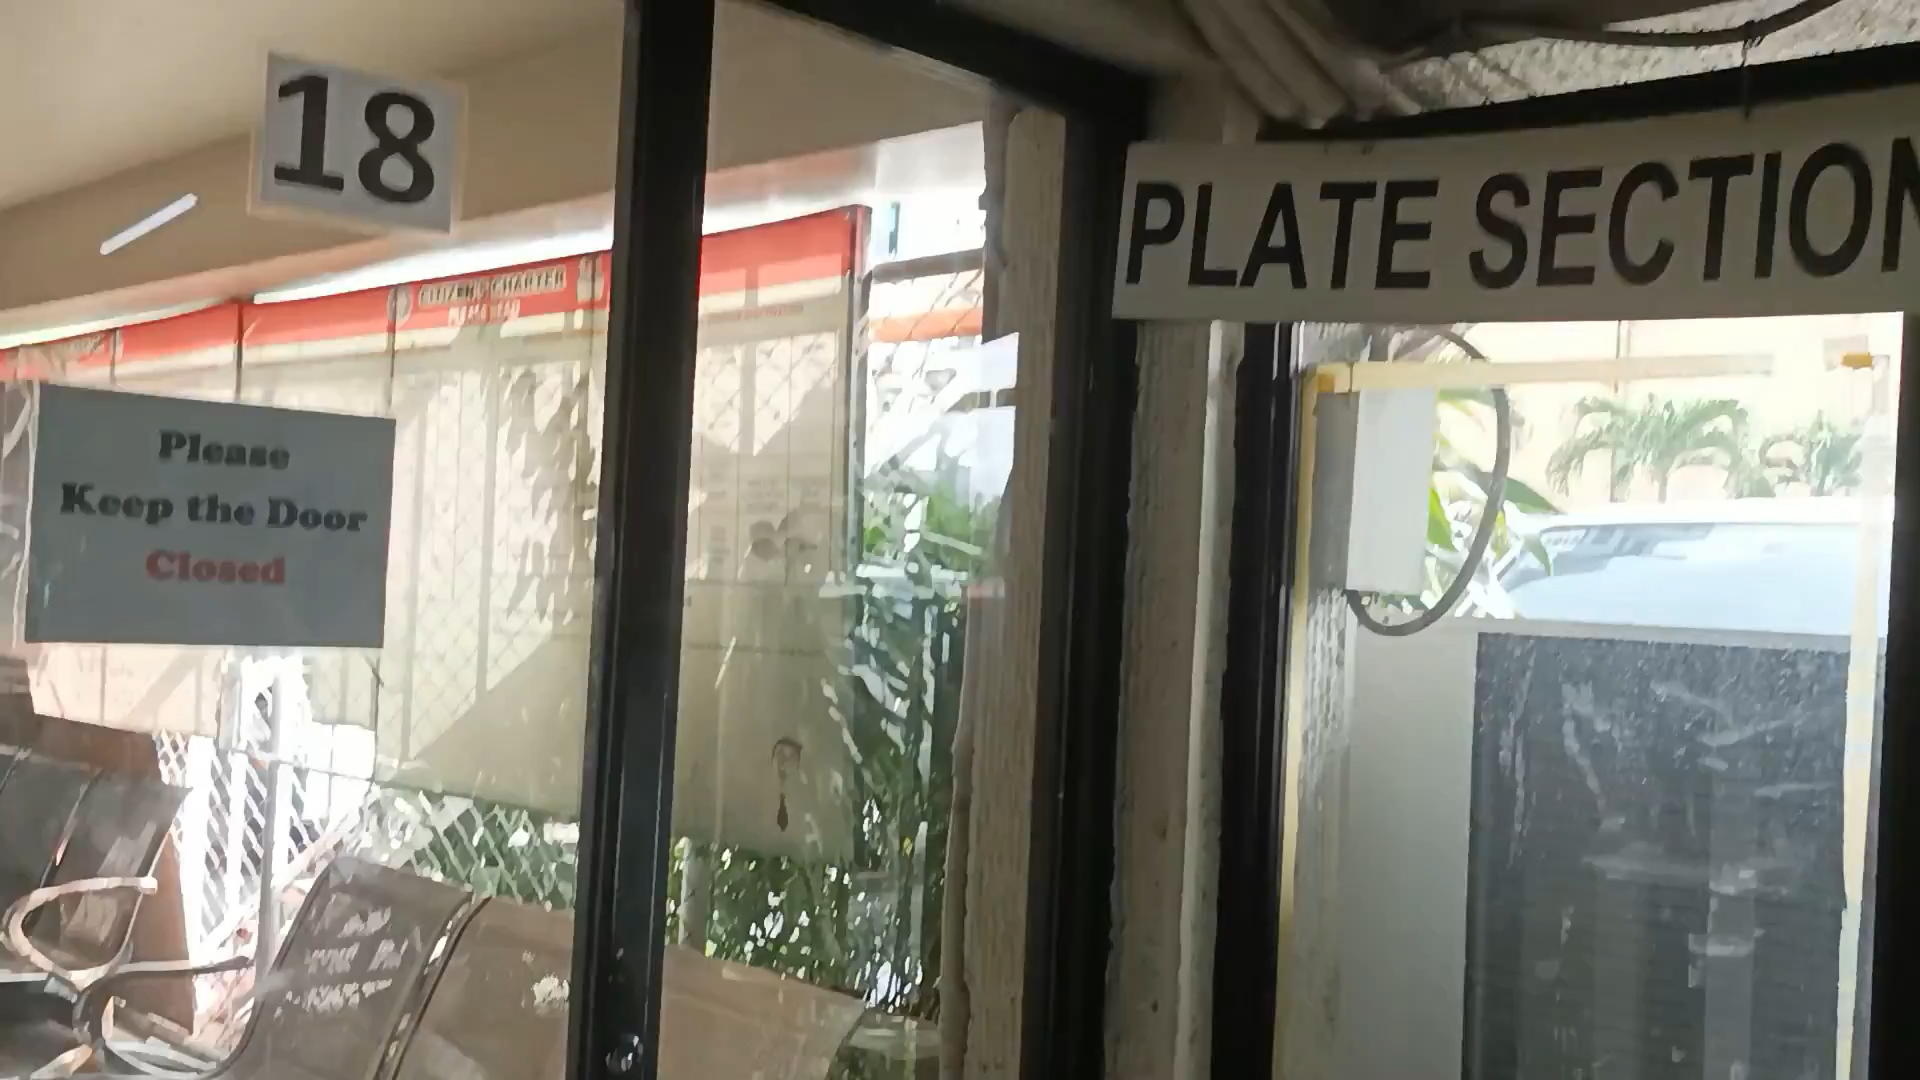 18
PLATE SECTION
CITIZEN'S CHARTER
Please
Keep the Door
Closed